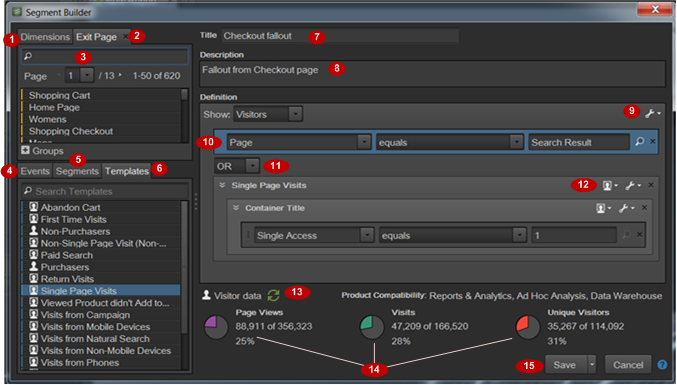 Segment Builder
1 Dimensions Exit Page × 2
3
Page 1 / 13 1-50 of 620
Shopping Cart
Home Page
Womens
Shopping Checkout
Mens
Groups
4 Events 5 Segments Templates 6
Search Templates
Abandon Cart
First Time Visits
Non-Purchasers
Non-Single Page Visit (Non-...
Paid Search
Purchasers
Return Visits
Single Page Visits
Viewed Product didn't Add to...
Visits from Campaign
Visits from Mobile Devices
Visits from Natural Search
Visits from Non-Mobile Devices
Visits from Phones
Title Checkout fallout 7
Description
Fallout from Checkout page 8
Definition
Show: Visitors 9
10 Page equals Search Result ×
OR 11
Single Page Visits 12 ×
Container Title ×
Single Access equals 1 ×
Visitor data 13 Product Compatibility: Reports & Analytics, Ad Hoc Analysis, Data Warehouse
Page Views
88,911 of 356,323
25%
Visits
47,209 of 166,520
28%
Unique Visitors
35,267 of 114,092
31%
14
15 Save Cancel ?